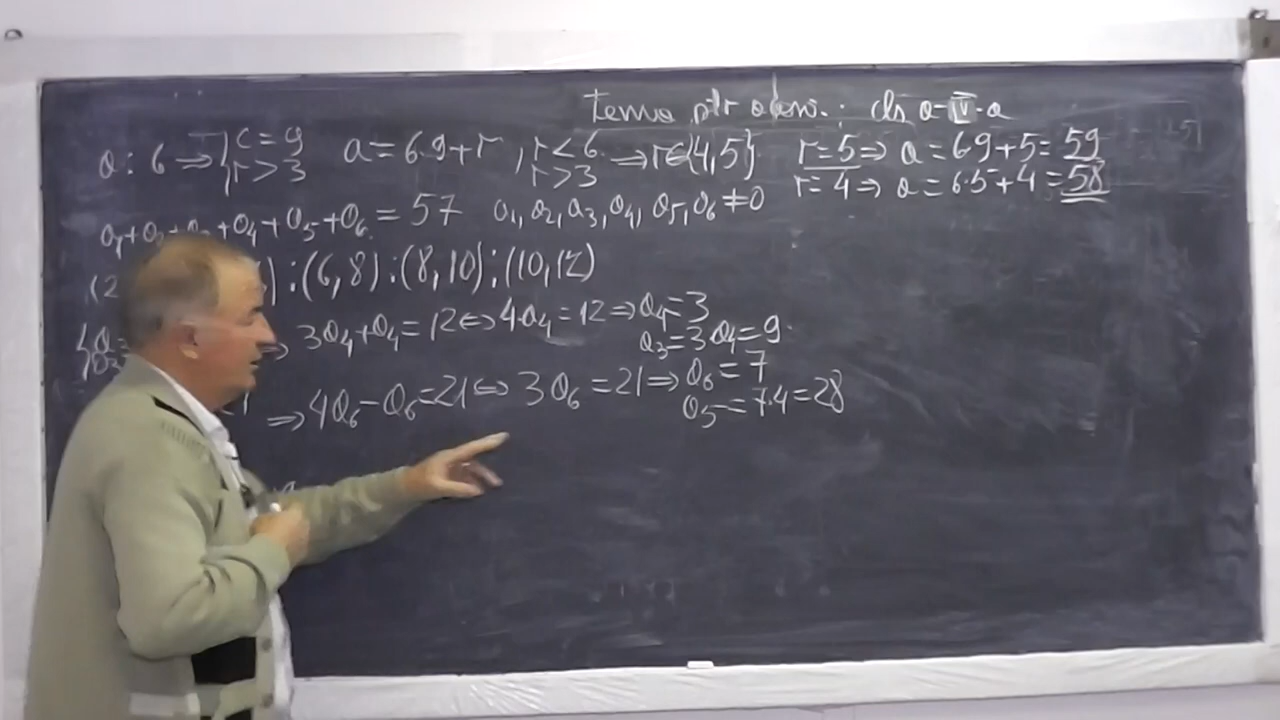 tema ptr olim.: cls a-IV-a
a : 6 ⇒ { c = 9
r > 3
a = 6·9 + r , r < 6
r > 3 ⇒ r ∈ {4,5}
r = 5 ⇒ a = 6·9 + 5 = 59
r = 4 ⇒ a = 6·5 + 4 = 58
a₁ + a₂ + a₃ + a₄ + a₅ + a₆ = 57 a₁, a₂, a₃, a₄, a₅, a₆ ≠ 0
(2 ) ; (6,8) ; (8,10) ; (10,12)
⇒ 3a₄ + a₄ = 12 ⇔ 4a₄ = 12 ⇒ a₄ = 3
a₃ = 3a₄ = 9
⇒ 4a₆ - a₆ = 21 ⇔ 3a₆ = 21 ⇒ a₆ = 7
a₅ = 7·4 = 28